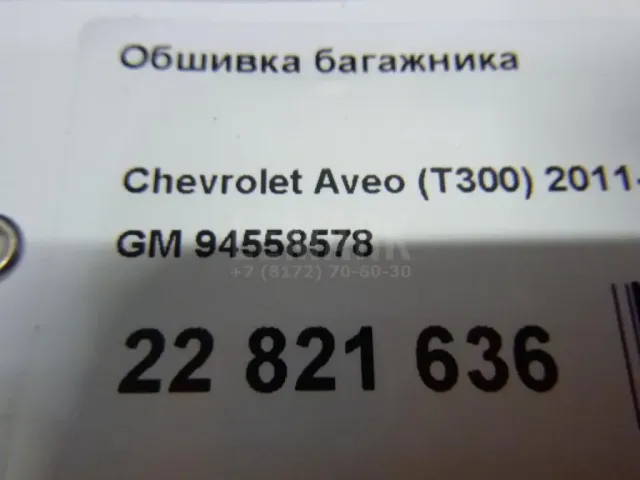 Обшивка багажника
Chevrolet Aveo (T300) 2011-
GM 94558578
+7 (8172) 70-60-30
22 821 636